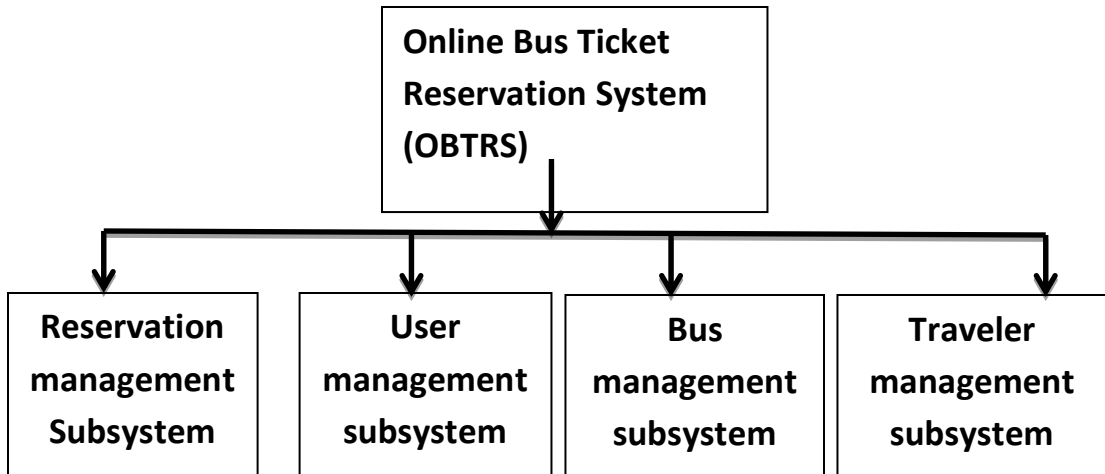 Online Bus Ticket
Reservation System
(OBTRS)
Reservation
management
Subsystem
User
management
subsystem
Bus
management
subsystem
Traveler
management
subsystem